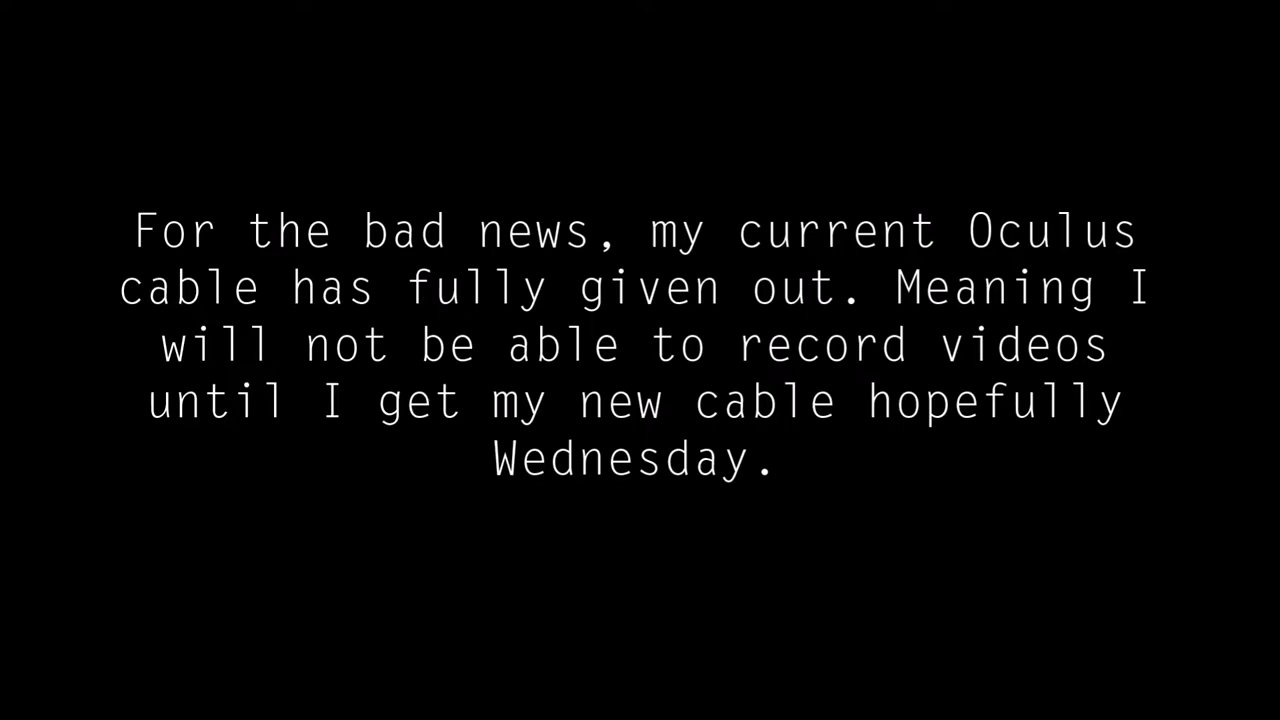 For the bad news, my current Oculus
cable has fully given out. Meaning I
will not be able to record videos
until I get my new cable hopefully
Wednesday.